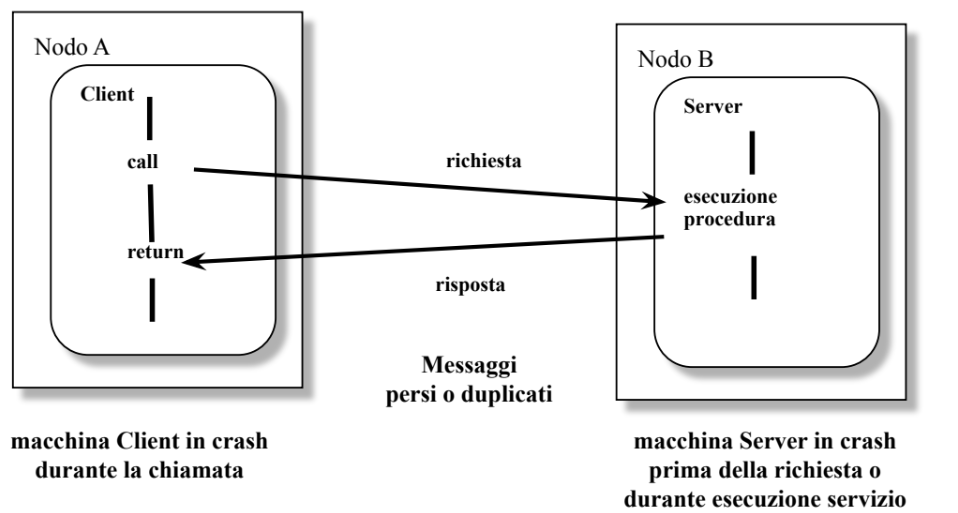 Nodo A
Client
call
return
richiesta
risposta
Messaggi
persi o duplicati
Nodo B
Server
esecuzione
procedura
macchina Client in crash
durante la chiamata
macchina Server in crash
prima della richiesta o
durante esecuzione servizio